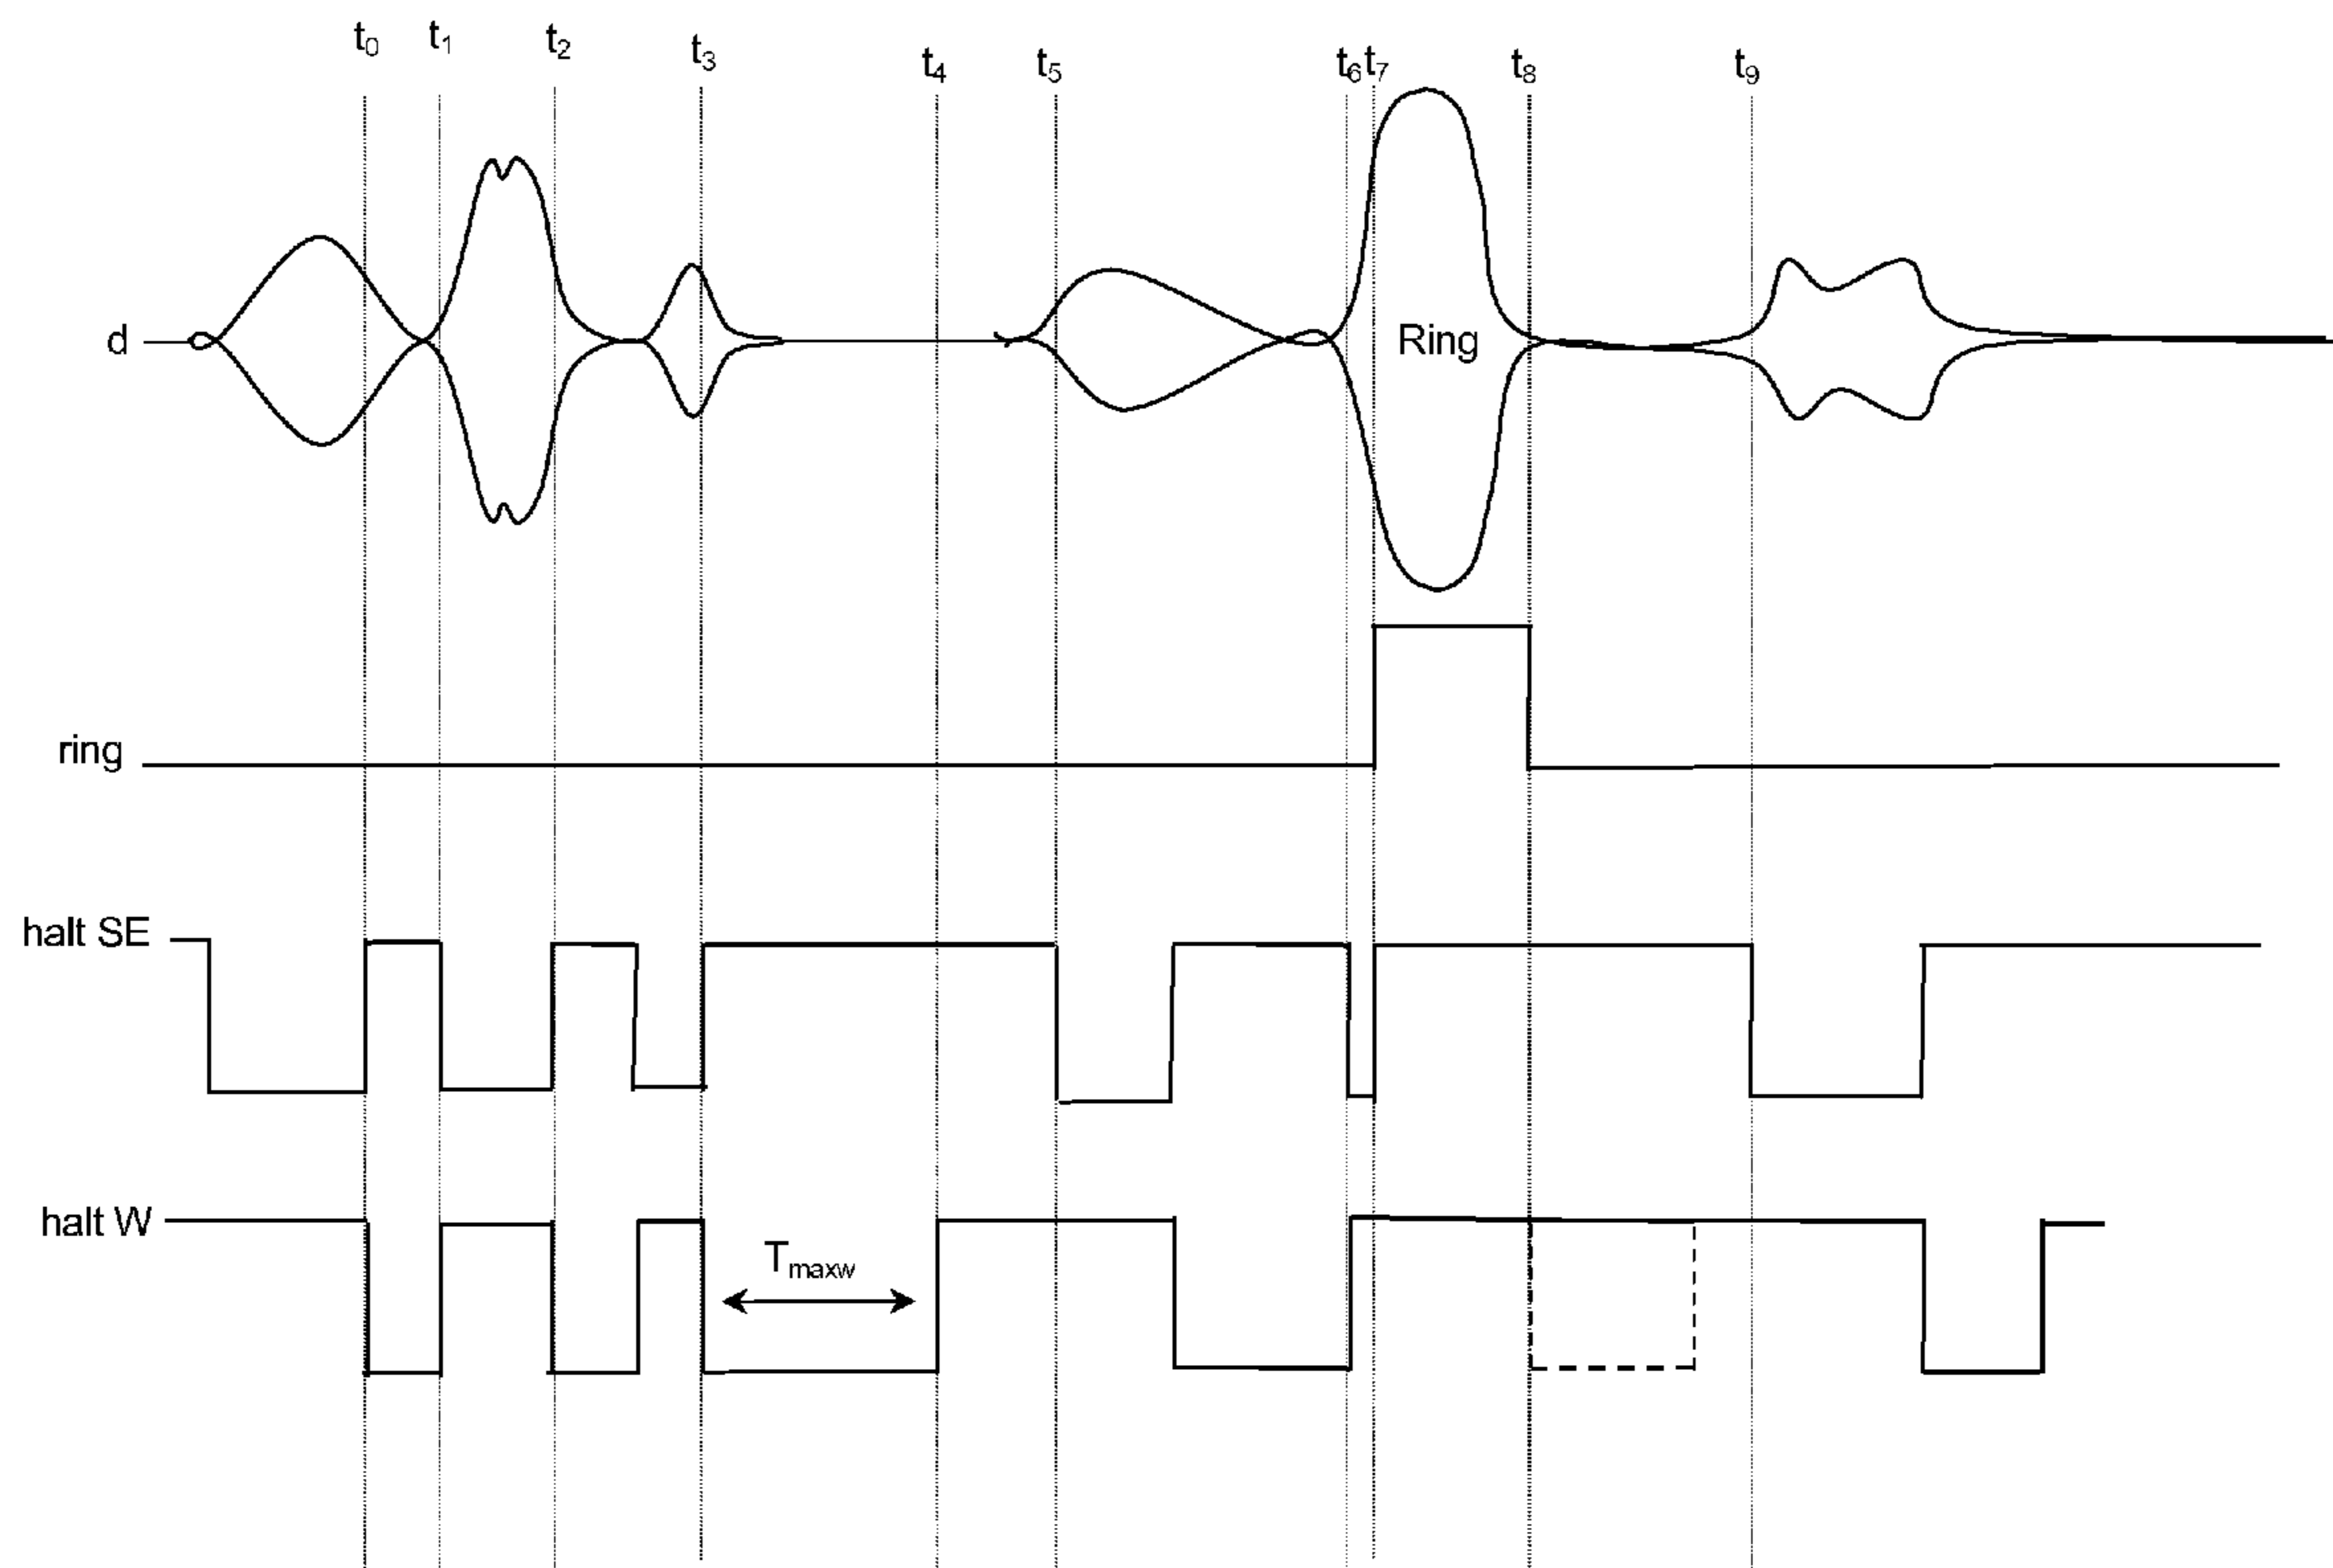 t0 t1 t2 t3 t4 t5 t6 t7 t8 t9
d
Ring
ring
halt SE
halt W
Tmaxw